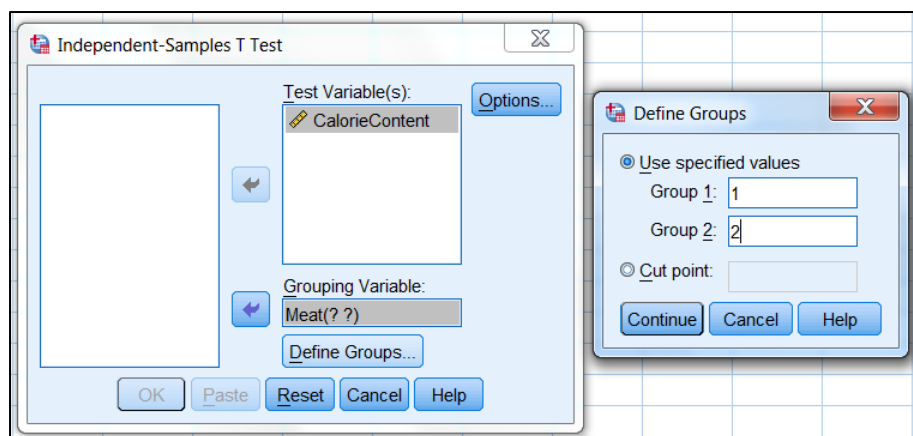 Independent-Samples T Test
Test Variable(s):
CalorieContent
Options...
Grouping Variable:
Meat(? ?)
Define Groups...
OK Paste Reset Cancel Help
Define Groups
Use specified values
Group 1: 1
Group 2: 2
Cut point:
Continue Cancel Help